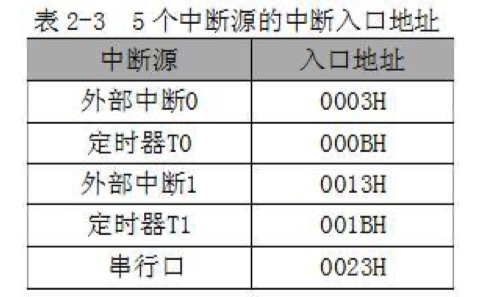 表 2-3 5 个中断源的中断入口地址
中断源 入口地址
外部中断0 0003H
定时器T0 000BH
外部中断1 0013H
定时器T1 001BH
串行口 0023H